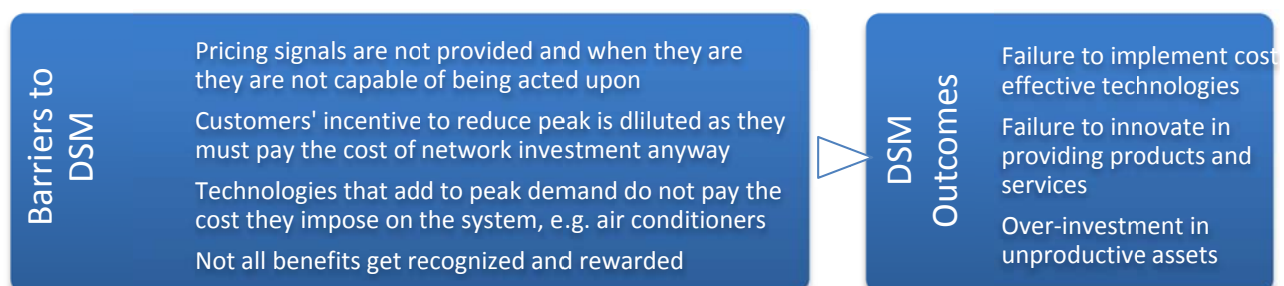 Barriers to
DSM
Pricing signals are not provided and when they are
they are not capable of being acted upon
Customers' incentive to reduce peak is dliluted as they
must pay the cost of network investment anyway
Technologies that add to peak demand do not pay the
cost they impose on the system, e.g. air conditioners
Not all benefits get recognized and rewarded
DSM
Outcomes
Failure to implement cost
effective technologies
Failure to innovate in
providing products and
services
Over-investment in
unproductive assets